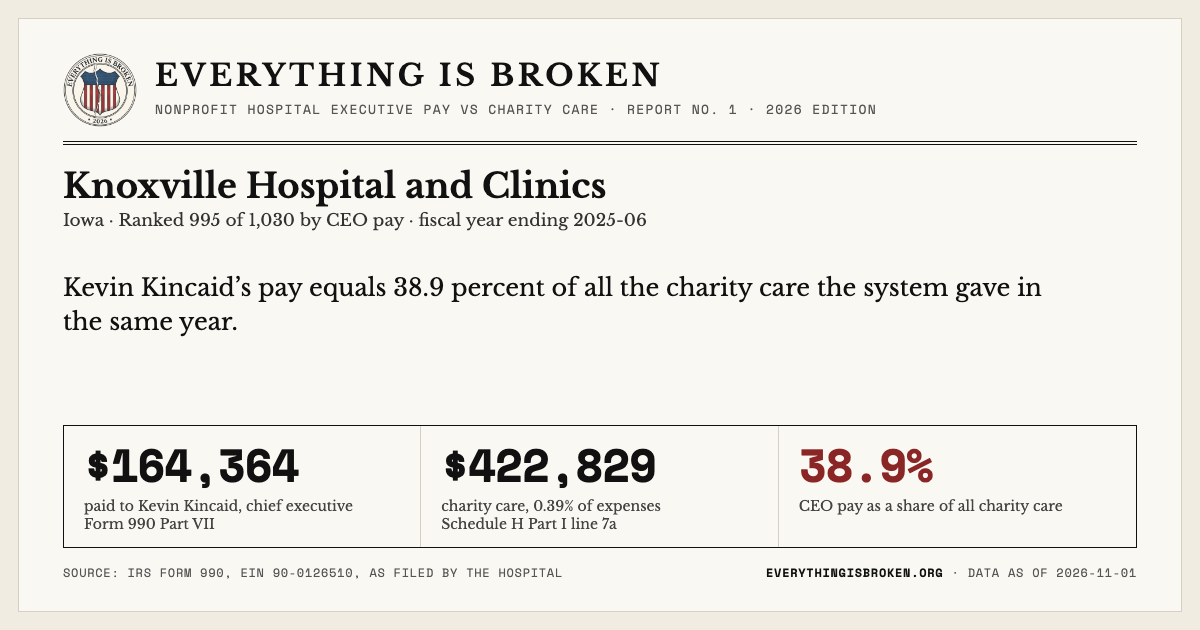 EVERYTHING IS BROKEN
2026
EVERYTHING IS BROKEN
NONPROFIT HOSPITAL EXECUTIVE PAY VS CHARITY CARE · REPORT NO. 1 · 2026 EDITION
Knoxville Hospital and Clinics
Iowa · Ranked 995 of 1,030 by CEO pay · fiscal year ending 2025-06
Kevin Kincaid’s pay equals 38.9 percent of all the charity care the system gave in
the same year.
$164,364
paid to Kevin Kincaid, chief executive
Form 990 Part VII
$422,829
charity care, 0.39% of expenses
Schedule H Part I line 7a
38.9%
CEO pay as a share of all charity care
SOURCE: IRS FORM 990, EIN 90-0126510, AS FILED BY THE HOSPITAL
EVERYTHINGISBROKEN.ORG · DATA AS OF 2026-11-01